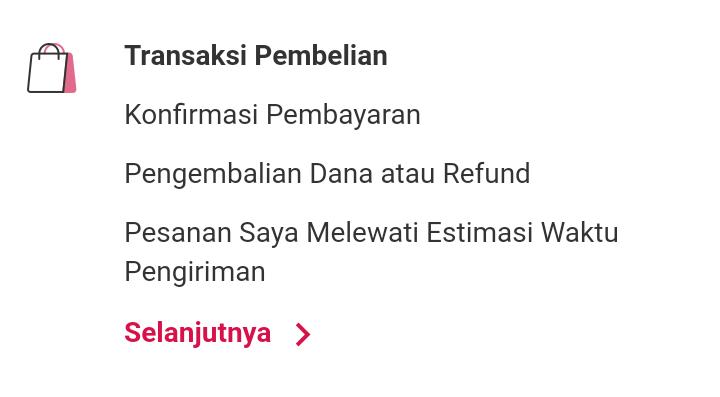 Transaksi Pembelian
Konfirmasi Pembayaran
Pengembalian Dana atau Refund
Pesanan Saya Melewati Estimasi Waktu
Pengiriman
Selanjutnya